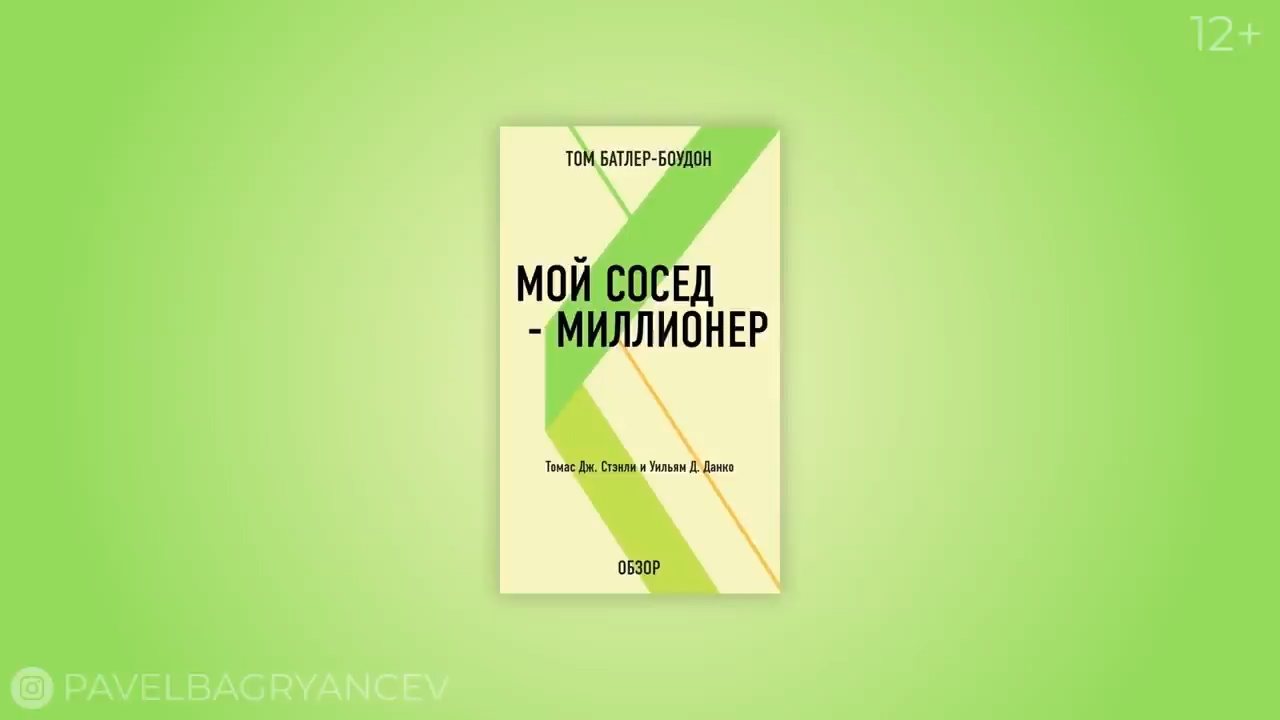 12+
ТОМ БАТЛЕР-БОУДОН
МОЙ СОСЕД
- МИЛЛИОНЕР
Томас Дж. Стэнли и Уильям Д. Данко
ОБЗОР
PAVELBAGRYANCEV